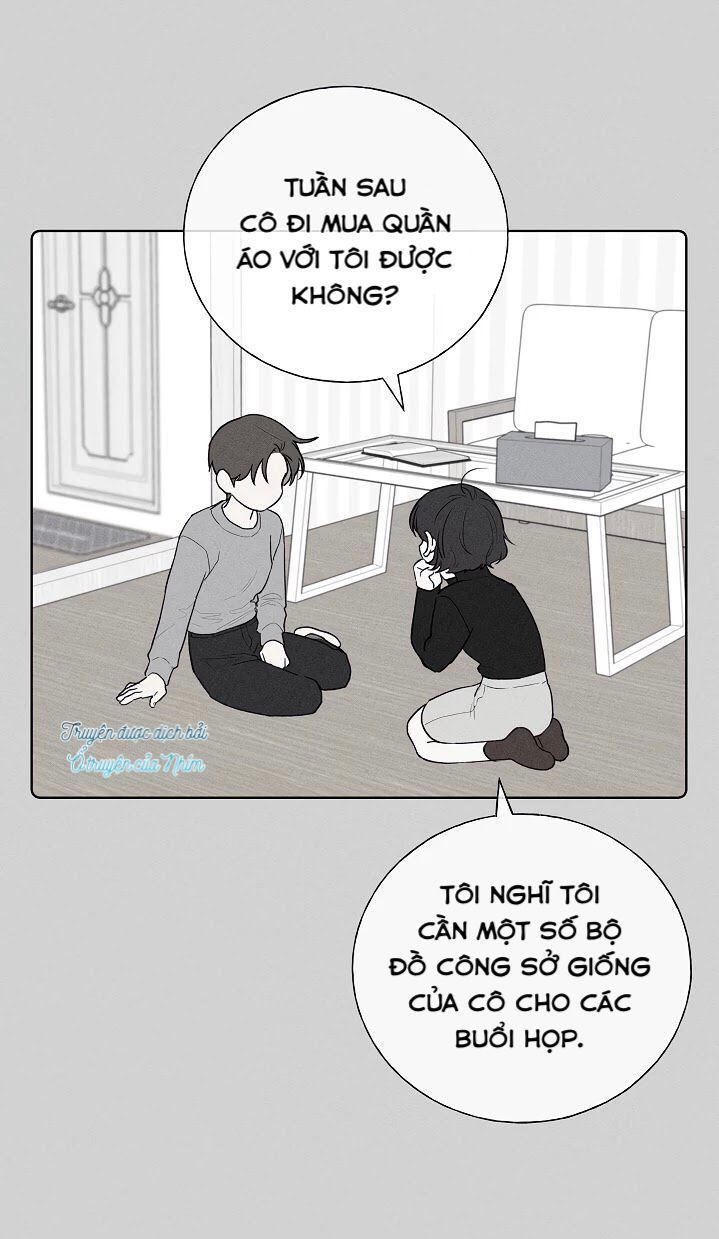 TUẦN SAU
CÔ ĐI MUA QUẦN
ÁO VỚI TÔI ĐƯỢC
KHÔNG?
Truyện được dịch bởi
Ổ truyện của Nhím
TÔI NGHĨ TÔI
CẦN MỘT SỐ BỘ
ĐỒ CÔNG SỞ GIỐNG
CỦA CÔ CHO CÁC
BUỔI HỌP.